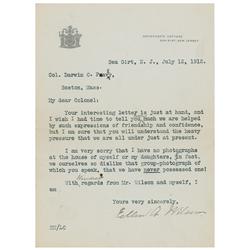 GOVERNOR'S COTTAGE
SEA GIRT, NEW JERSEY
Sea Girt, N. J., July 12, 1912.
Col. Darwin C. 
Boston, Mass:
My dear Colonel:
Your interesting letter is just at hand, and
I wish I had time to tell you how much we are helped
by such expressions of friendship and confidence,
but I am sure that you will understand the heavy
pressure that we are all under just at present.
I am very sorry that I have no photographs
at the house of myself or my daughters, in fact, we
ourselves so dislike that group-photograph of
which you speak, that we have never possessed one!
With kindest regards from Mr. Wilson and myself, I
am
Yours very sincerely,
Ellen A. Wilson